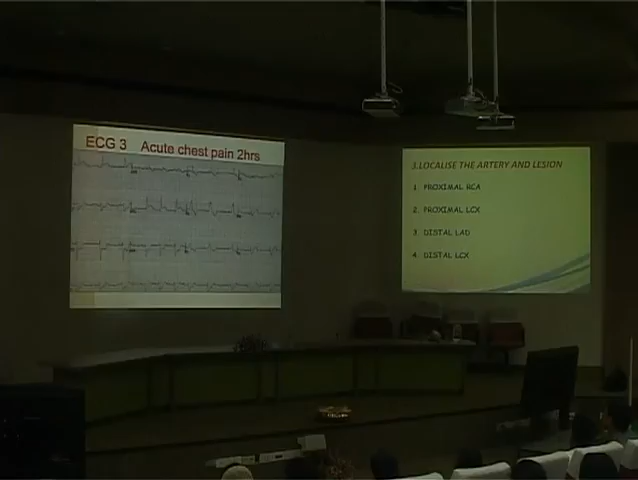 ECG 3 Acute chest pain 2hrs
3.LOCALISE THE ARTERY AND LESION
1. PROXIMAL RCA
2. PROXIMAL LCX
3. DISTAL LAD
4. DISTAL LCX